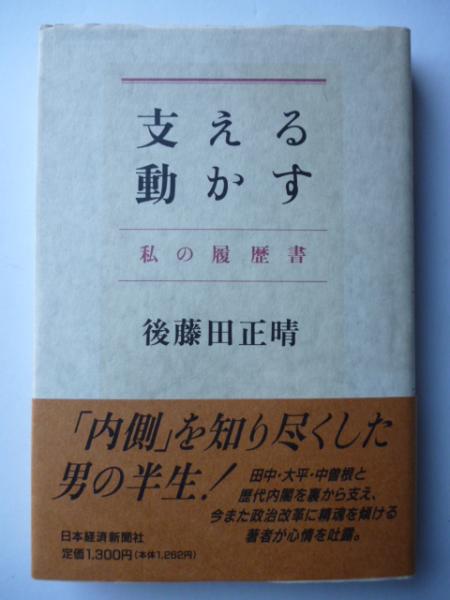 支える
動かす
私の履歴書
後藤田正晴
「内側」を知り尽くした
男の半生!
田中・大平・中曽根と
歴代内閣を裏から支え、
今また政治改革に精魂を傾ける
著者が心情を吐露。
日本経済新聞社
定価1,300円(本体1,262円)